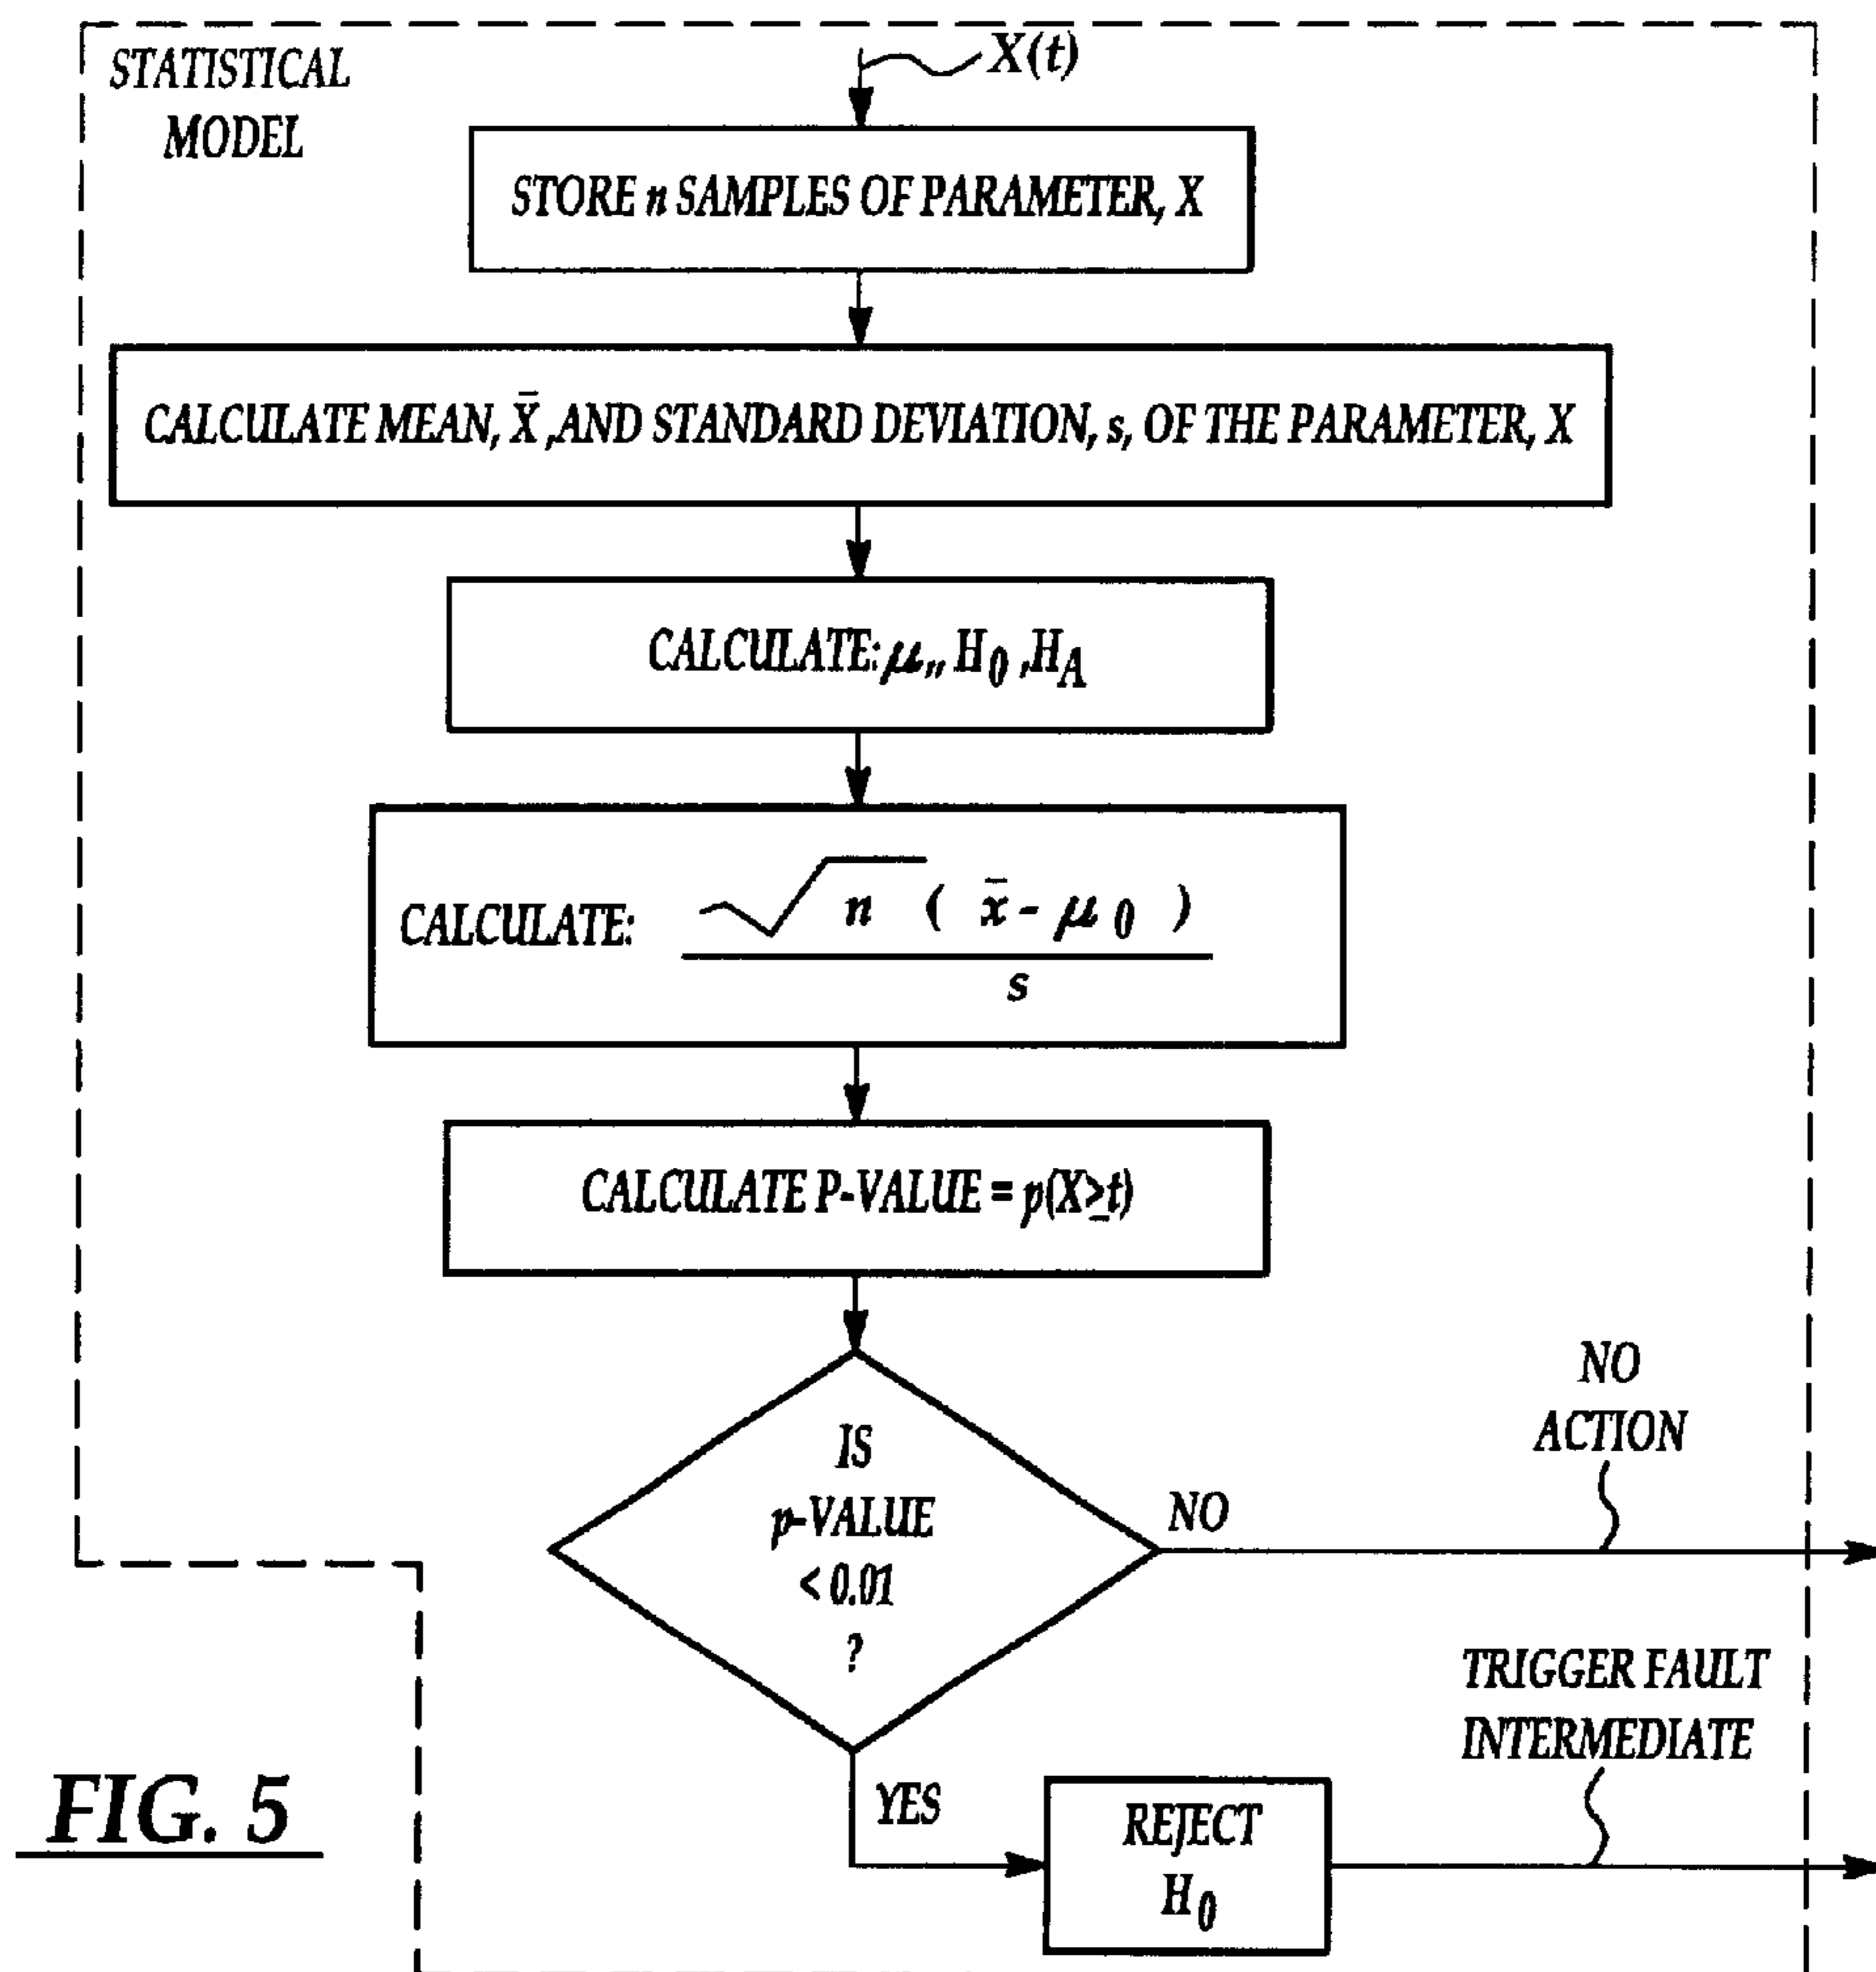 STATISTICAL
MODEL
X(t)
STORE n SAMPLES OF PARAMETER, X
CALCULATE MEAN, X̄ ,AND STANDARD DEVIATION, s, OF THE PARAMETER, X
CALCULATE: μ,, H₀ ,H_A
CALCULATE: √n ( x̄ - μ₀ )
s
CALCULATE P-VALUE = p(X≥t)
IS
p-VALUE
< 0.01
?
NO
NO
ACTION
YES
REJECT
H₀
TRIGGER FAULT
INTERMEDIATE
FIG. 5